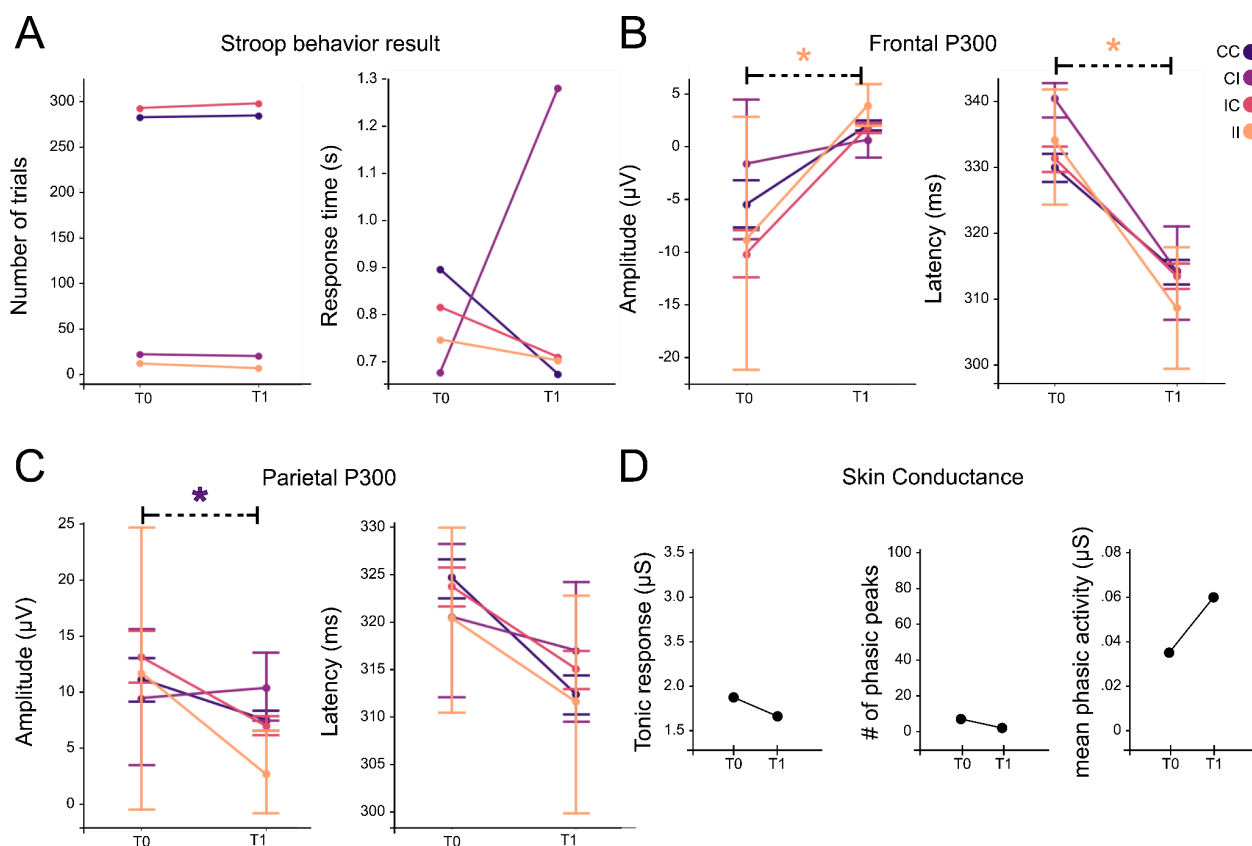 A
Stroop behavior result
Number of trials
300
250
200
150
100
50
0
T0
T1
Response time (s)
1.3
1.2
1.1
1.0
0.9
0.8
0.7
T0
T1
B
Frontal P300
*
*
Amplitude (µV)
5
0
-5
-10
-15
-20
T0
T1
Latency (ms)
340
330
320
310
300
T0
T1
CC
CI
IC
II
C
Parietal P300
*
Amplitude (µV)
25
20
15
10
5
0
T0
T1
Latency (ms)
330
325
320
315
310
305
300
T0
T1
D
Skin Conductance
Tonic response (µS)
3.5
3.0
2.5
2
1.5
T0
T1
# of phasic peaks
100
80
60
40
20
0
T0
T1
mean phasic activity (µS)
.08
.06
.04
.02
0
T0
T1